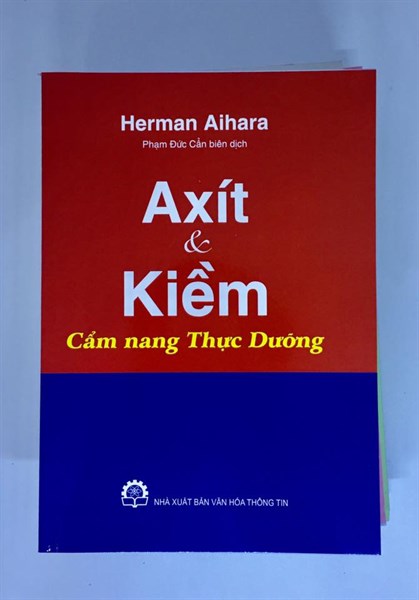 Herman Aihara
Phạm Đức Cẩn biên dịch
Axít
&
Kiềm
Cẩm nang Thực Dưỡng
NHÀ XUẤT BẢN VĂN HÓA THÔNG TIN